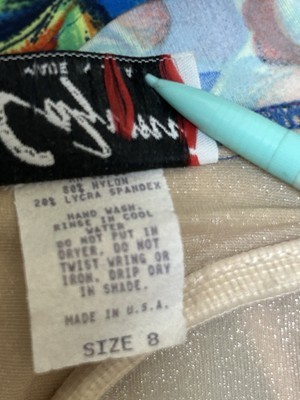 80% NYLON
20% LYCRA SPANDEX
HAND WASH.
RINSE IN COOL
WATER
DO NOT PUT IN
DRYER. DO NOT
TWIST WRING OR
IRON. DRIP DRY
IN SHADE.
MADE IN U.S.A.
SIZE 8